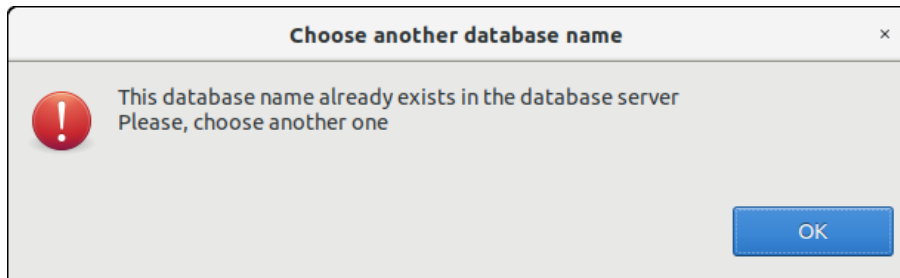 Choose another database name
×
This database name already exists in the database server
Please, choose another one
OK